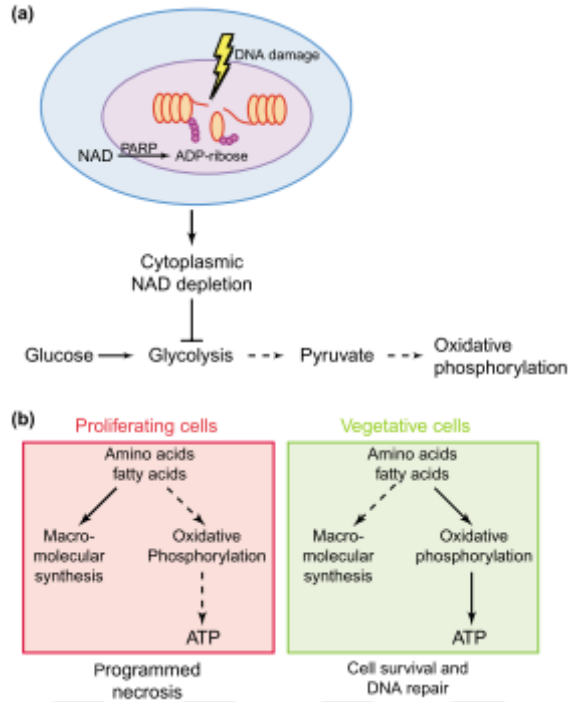 (a)
DNA damage
NAD PARP ADP-ribose
Cytoplasmic
NAD depletion
Glucose Glycolysis Pyruvate Oxidative
phosphorylation
(b)
Proliferating cells Vegetative cells
Amino acids
fatty acids
Macro-
molecular
synthesis
Oxidative
Phosphorylation
ATP
Amino acids
fatty acids
Macro-
molecular
synthesis
Oxidative
phosphorylation
ATP
Programmed
necrosis
Cell survival and
DNA repair